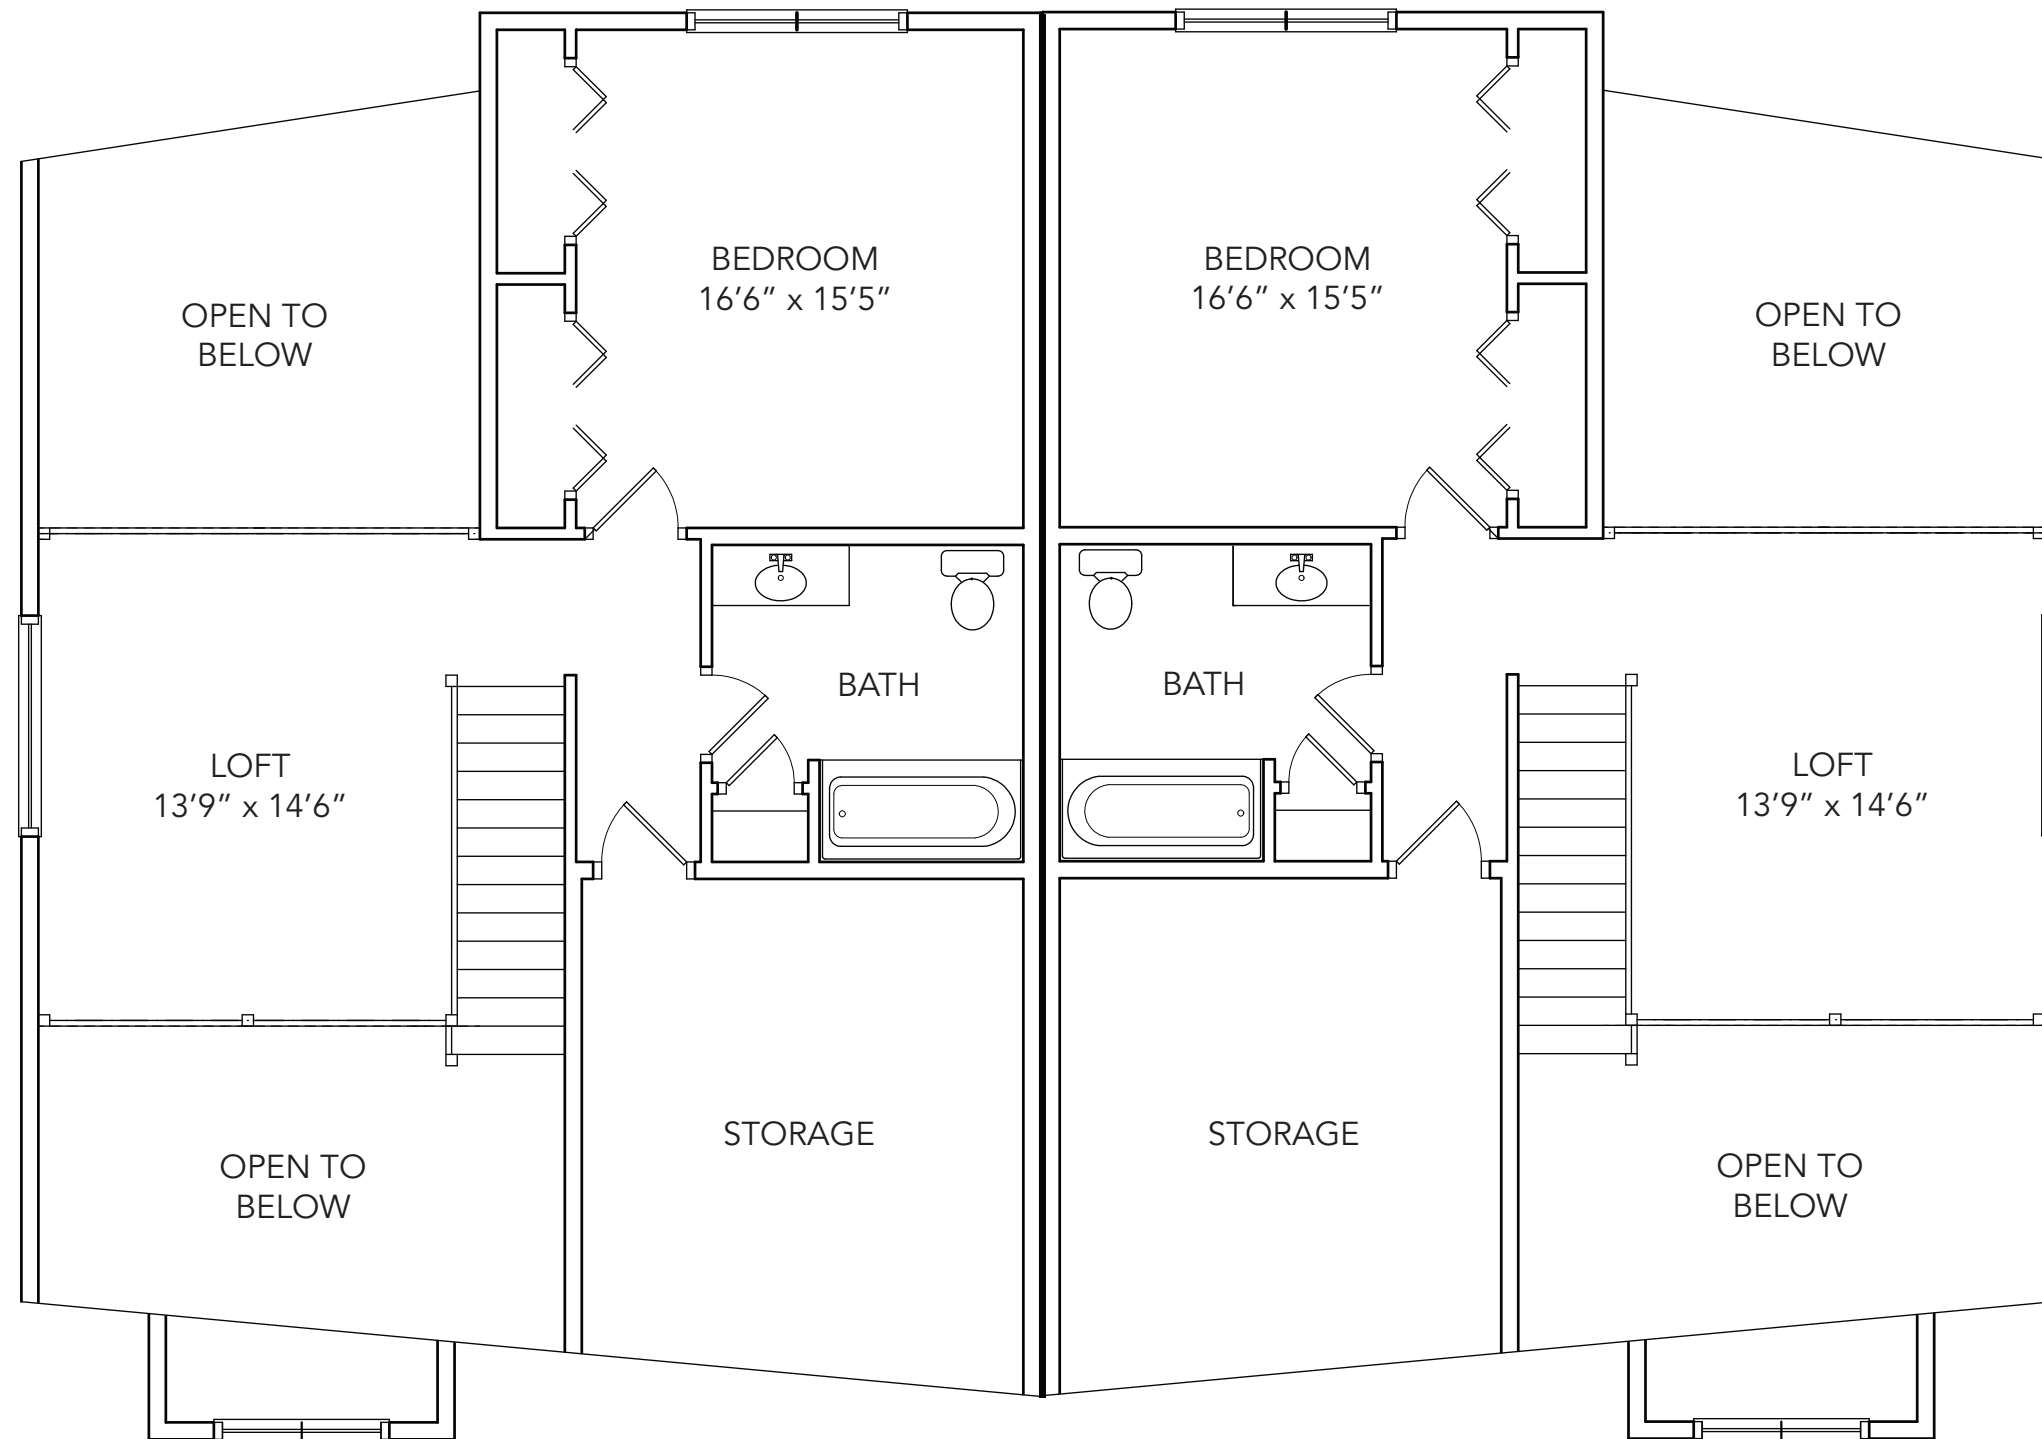 BEDROOM
16’6” x 15’5”
BEDROOM
16’6” x 15’5”
OPEN TO
BELOW
OPEN TO
BELOW
BATH
BATH
LOFT
13’9” x 14’6”
LOFT
13’9” x 14’6”
STORAGE
STORAGE
OPEN TO
BELOW
OPEN TO
BELOW